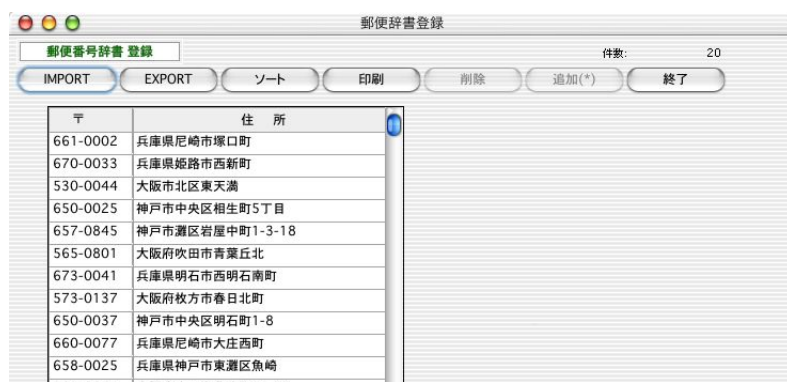 郵便辞書登録
郵便番号辞書 登録
件数: 20
IMPORT EXPORT ソート 印刷 削除 追加(*) 終了
〒 住 所
661-0002 兵庫県尼崎市塚口町
670-0033 兵庫県姫路市西新町
530-0044 大阪市北区東天満
650-0025 神戸市中央区相生町5丁目
657-0845 神戸市灘区岩屋中町1-3-18
565-0801 大阪府吹田市青葉丘北
673-0041 兵庫県明石市西明石南町
573-0137 大阪府枚方市春日北町
650-0037 神戸市中央区明石町1-8
660-0077 兵庫県尼崎市大庄西町
658-0025 兵庫県神戸市東灘区魚崎